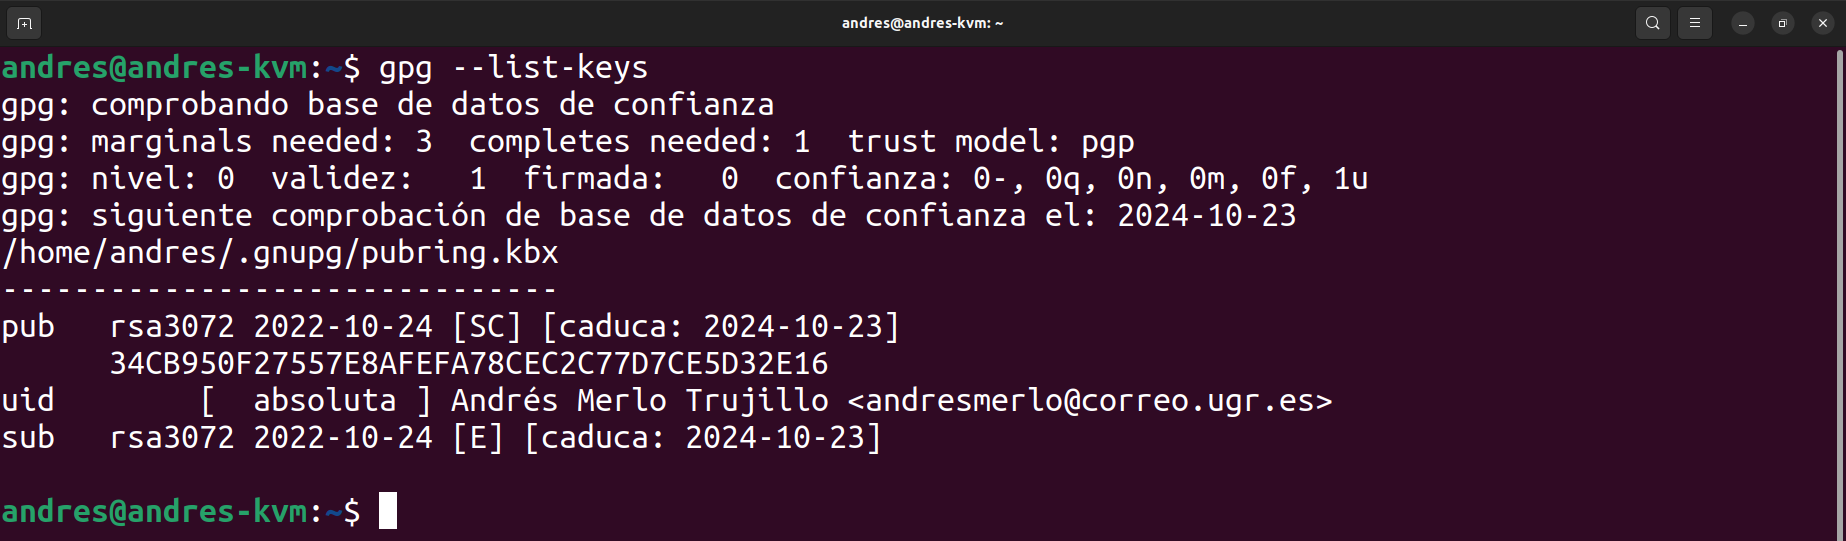 andres@andres-kvm: ~
andres@andres-kvm:~$ gpg --list-keys
gpg: comprobando base de datos de confianza
gpg: marginals needed: 3  completes needed: 1  trust model: pgp
gpg: nivel: 0  validez:   1  firmada:   0  confianza: 0-, 0q, 0n, 0m, 0f, 1u
gpg: siguiente comprobación de base de datos de confianza el: 2024-10-23
/home/andres/.gnupg/pubring.kbx
-------------------------------
pub   rsa3072 2022-10-24 [SC] [caduca: 2024-10-23]
      34CB950F27557E8AFEFA78CEC2C77D7CE5D32E16
uid        [  absoluta ] Andrés Merlo Trujillo <andresmerlo@correo.ugr.es>
sub   rsa3072 2022-10-24 [E] [caduca: 2024-10-23]
andres@andres-kvm:~$